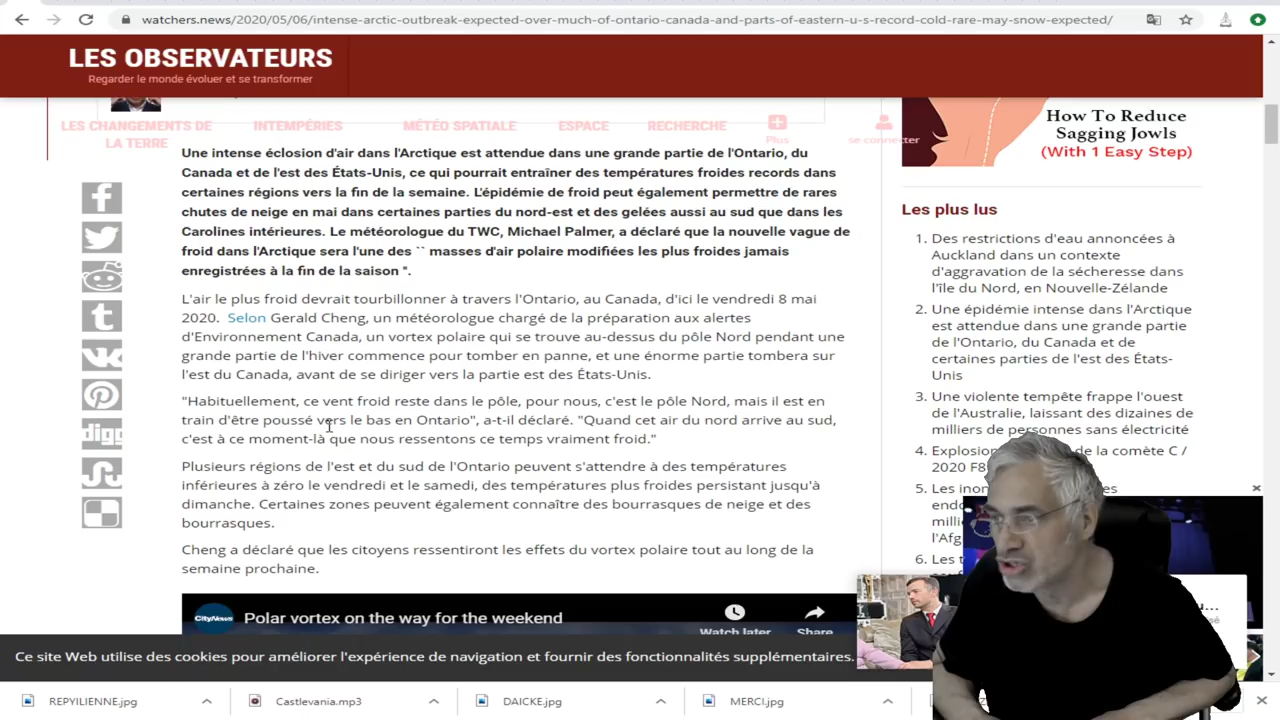 watchers.news/2020/05/06/intense-arctic-outbreak-expected-over-much-of-ontario-canada-and-parts-of-eastern-u-s-record-cold-rare-may-snow-expected/
LES OBSERVATEURS
Regarder le monde évoluer et se transformer
LES CHANGEMENTS DE
LA TERRE
INTEMPÉRIES
MÉTÉO SPATIALE
ESPACE
RECHERCHE
Plus
se connecter
Une intense éclosion d'air dans l'Arctique est attendue dans une grande partie de l'Ontario, du
Canada et de l'est des États-Unis, ce qui pourrait entraîner des températures froides records dans
certaines régions vers la fin de la semaine. L'épidémie de froid peut également permettre de rares
chutes de neige en mai dans certaines parties du nord-est et des gelées aussi au sud que dans les
Carolines intérieures. Le météorologue du TWC, Michael Palmer, a déclaré que la nouvelle vague de
froid dans l'Arctique sera l'une des `` masses d'air polaire modifiées les plus froides jamais
enregistrées à la fin de la saison ".
L'air le plus froid devrait tourbillonner à travers l'Ontario, au Canada, d'ici le vendredi 8 mai
2020. Selon Gerald Cheng, un météorologue chargé de la préparation aux alertes
d'Environnement Canada, un vortex polaire qui se trouve au-dessus du pôle Nord pendant une
grande partie de l'hiver commence pour tomber en panne, et une énorme partie tombera sur
l'est du Canada, avant de se diriger vers la partie est des États-Unis.
"Habituellement, ce vent froid reste dans le pôle, pour nous, c'est le pôle Nord, mais il est en
train d'être poussé vers le bas en Ontario", a-t-il déclaré. "Quand cet air du nord arrive au sud,
c'est à ce moment-là que nous ressentons ce temps vraiment froid."
Plusieurs régions de l'est et du sud de l'Ontario peuvent s'attendre à des températures
inférieures à zéro le vendredi et le samedi, des températures plus froides persistant jusqu'à
dimanche. Certaines zones peuvent également connaître des bourrasques de neige et des
bourrasques.
Cheng a déclaré que les citoyens ressentiront les effets du vortex polaire tout au long de la
semaine prochaine.
CityNews
Polar vortex on the way for the weekend
Watch later
Share
How To Reduce
Sagging Jowls
(With 1 Easy Step)
Les plus lus
1. Des restrictions d'eau annoncées à
Auckland dans un contexte
d'aggravation de la sécheresse dans
l'île du Nord, en Nouvelle-Zélande
2. Une épidémie intense dans l'Arctique
est attendue dans une grande partie
de l'Ontario, du Canada et de
certaines parties de l'est des États-
Unis
3. Une violente tempête frappe l'ouest
de l'Australie, laissant des dizaines de
milliers de personnes sans électricité
4. Explosion de la comète C /
2020 F8
5. Les
6. Les
Ce site Web utilise des cookies pour améliorer l'expérience de navigation et fournir des fonctionnalités supplémentaires.
REPYILIENNE.jpg
Castlevania.mp3
DAICKE.jpg
MERCI.jpg